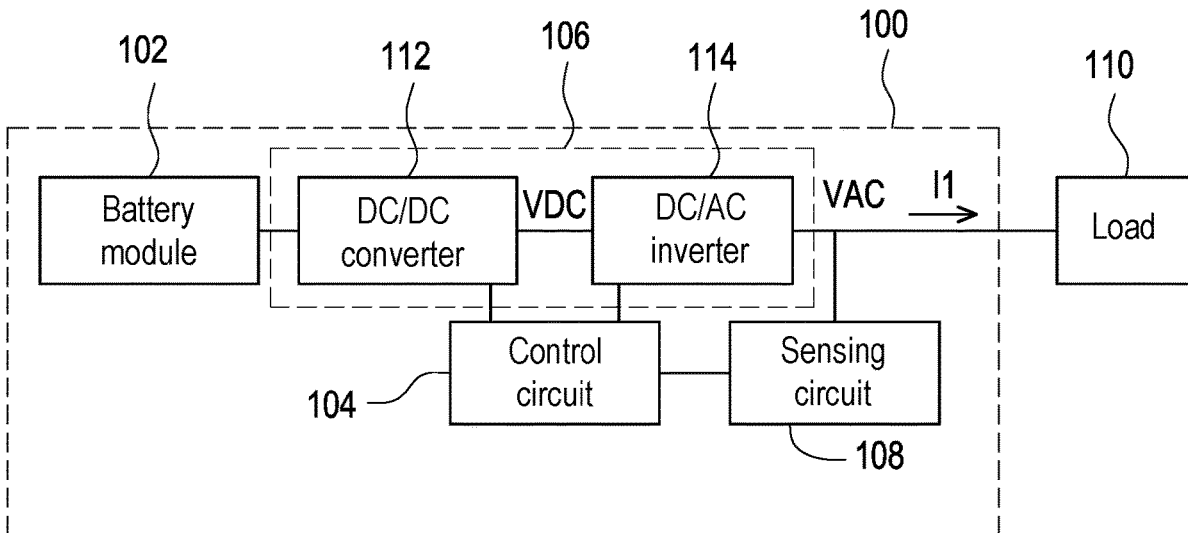 102
112
106
114
100
110
Battery
module
DC/DC
converter
VDC
DC/AC
inverter
VAC
I1
Load
Control
circuit
Sensing
circuit
104
108